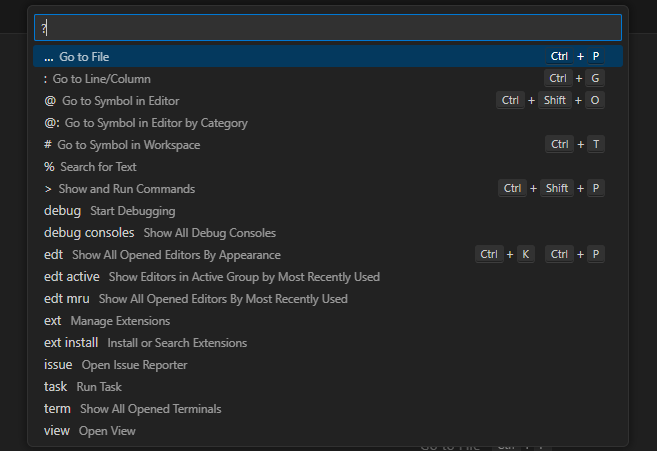 ?
... Go to File Ctrl + P
: Go to Line/Column Ctrl + G
@ Go to Symbol in Editor Ctrl + Shift + O
@: Go to Symbol in Editor by Category
# Go to Symbol in Workspace Ctrl + T
% Search for Text
> Show and Run Commands Ctrl + Shift + P
debug Start Debugging
debug consoles Show All Debug Consoles
edt Show All Opened Editors By Appearance Ctrl + K Ctrl + P
edt active Show Editors in Active Group by Most Recently Used
edt mru Show All Opened Editors By Most Recently Used
ext Manage Extensions
ext install Install or Search Extensions
issue Open Issue Reporter
task Run Task
term Show All Opened Terminals
view Open View